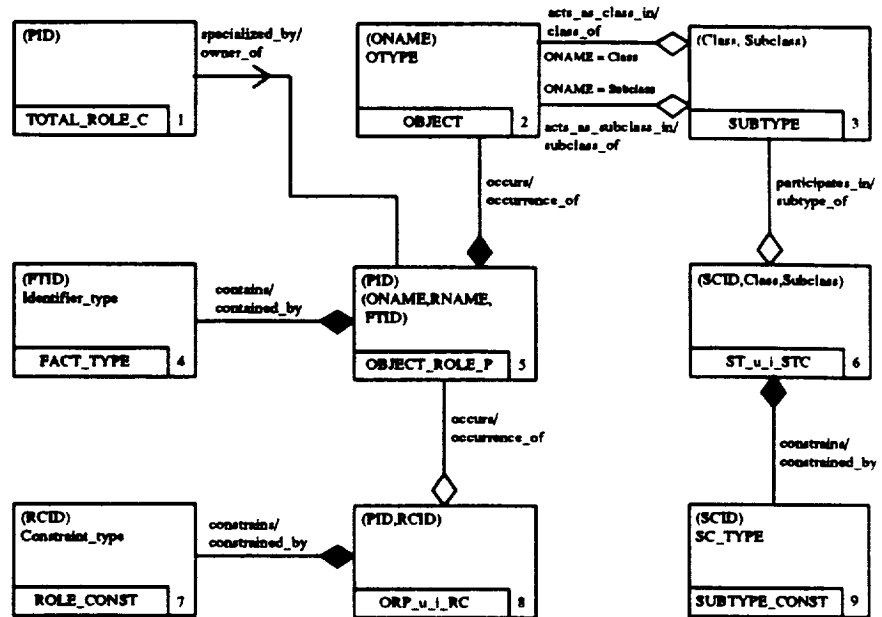 (PID)
TOTAL_ROLE_C
1
specialized_by/
owner_of
(ONAME)
OTYPE
OBJECT
2
acts_as_class_in/
class_of
ONAME = Class
ONAME = Subclass
acts_as_subclass_in/
subclass_of
(Class, Subclass)
SUBTYPE
3
occurs/
occurrence_of
participates_in/
subtype_of
(FTID)
Identifier_type
FACT_TYPE
4
contains/
contained_by
(PID)
(ONAME,RNAME,
FTID)
OBJECT_ROLE_P
5
(SCID,Class,Subclass)
ST_u_i_STC
6
occurs/
occurrence_of
constrains/
constrained_by
(RCID)
Constraint_type
ROLE_CONST
7
constrains/
constrained_by
(PID,RCID)
ORP_u_i_RC
8
(SCID)
SC_TYPE
SUBTYPE_CONST
9